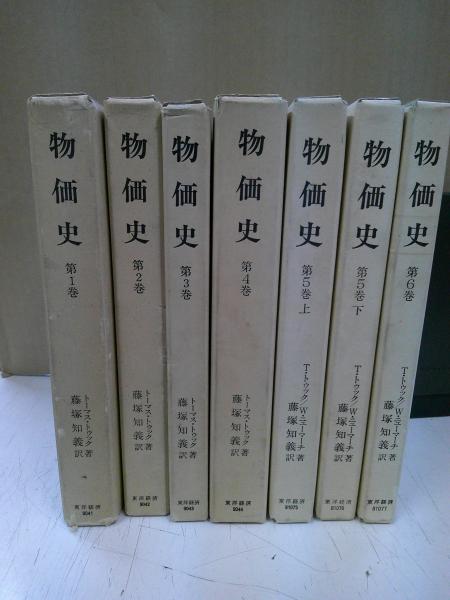 物価史
第1巻
トーマス・トゥック著
藤塚知義訳
東洋経済
9041
物価史
第2巻
トーマス・トゥック著
藤塚知義訳
東洋経済
9042
物価史
第3巻
トーマス・トゥック著
藤塚知義訳
東洋経済
9043
物価史
第4巻
トーマス・トゥック著
藤塚知義訳
東洋経済
9044
物価史
第5巻上
T・トゥック/W・ニューマーチ著
藤塚知義訳
東洋経済
91075
物価史
第5巻下
T・トゥック/W・ニューマーチ著
藤塚知義訳
東洋経済
91076
物価史
第6巻
T・トゥック/W・ニューマーチ著
藤塚知義訳
東洋経済
91077